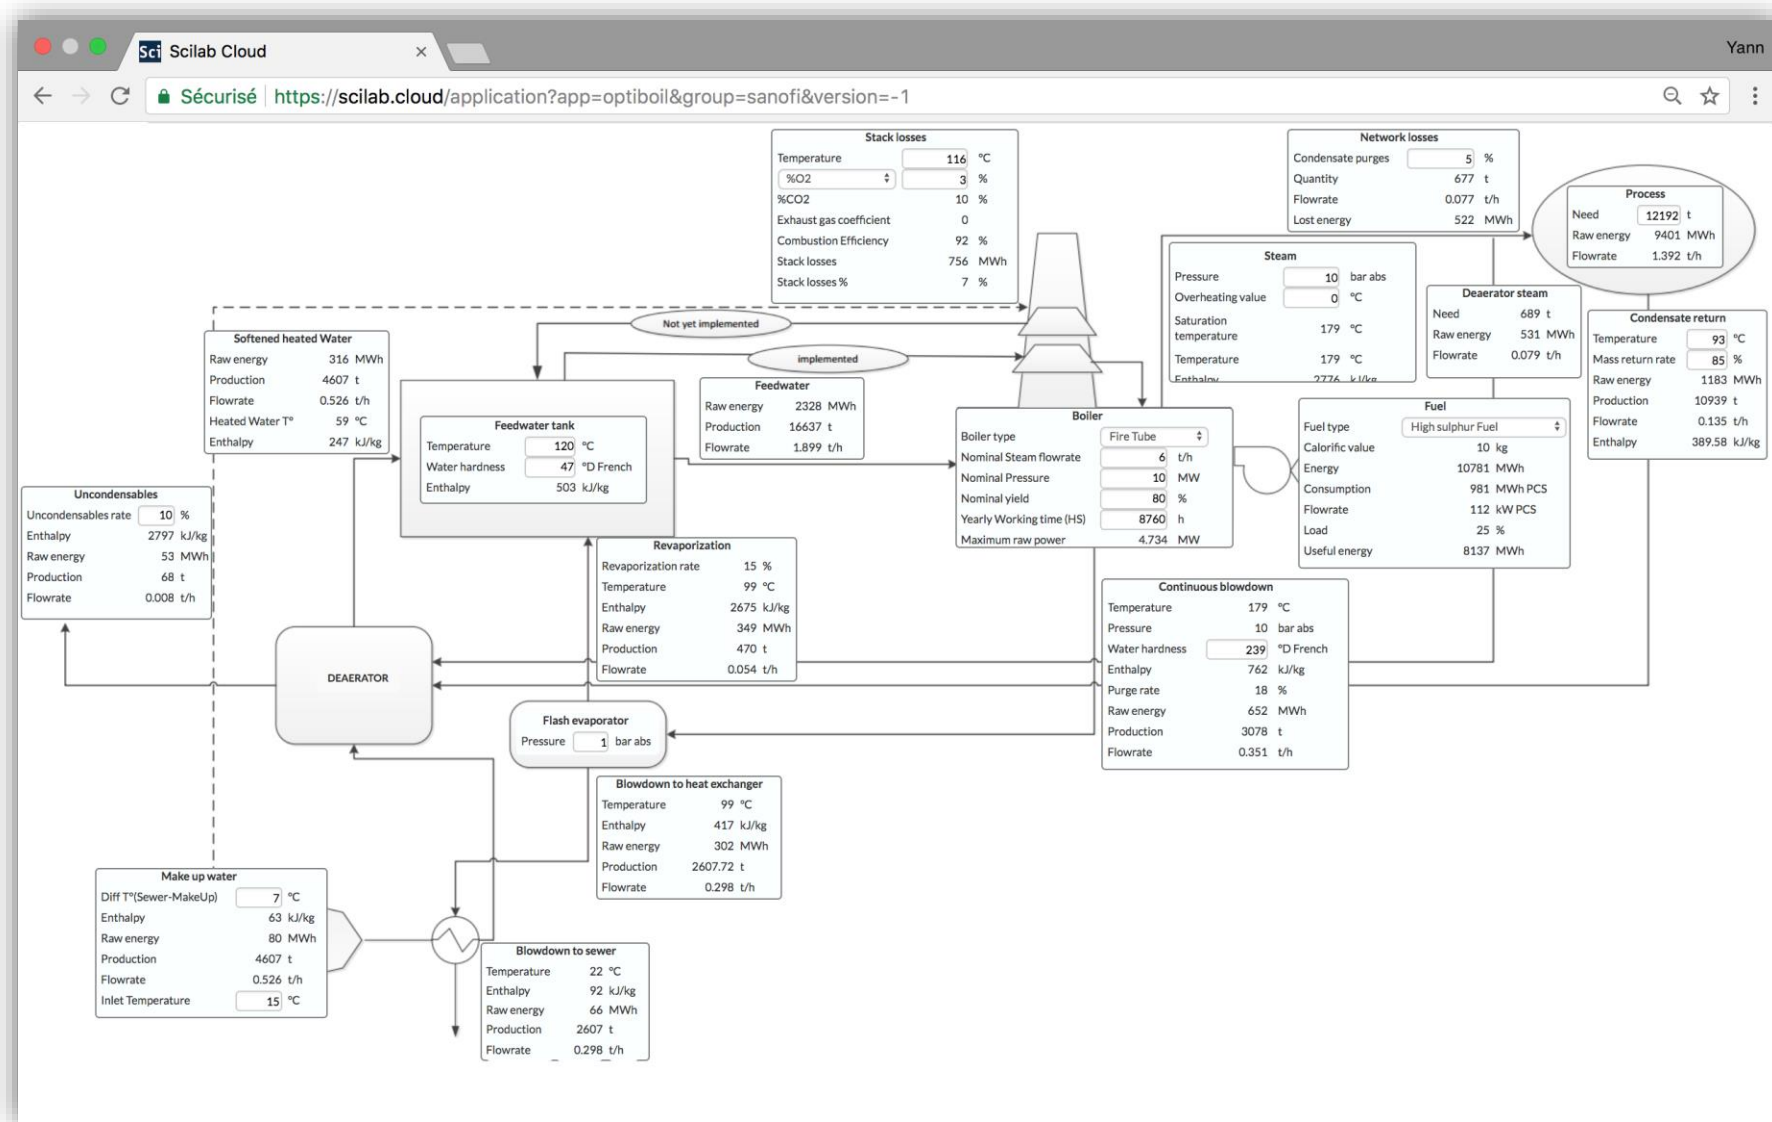 Sci Scilab Cloud ×
Yann
Sécurisé https://scilab.cloud/application?app=optiboil&group=sanofi&version=-1
Stack losses
Temperature 116 °C
%O2 3 %
%CO2 10 %
Exhaust gas coefficient 0
Combustion Efficiency 92 %
Stack losses 756 MWh
Stack losses % 7 %
Network losses
Condensate purges 5 %
Quantity 677 t
Flowrate 0.077 t/h
Lost energy 522 MWh
Process
Need 12192 t
Raw energy 9401 MWh
Flowrate 1.392 t/h
Steam
Pressure 10 bar abs
Overheating value 0 °C
Saturation
temperature 179 °C
Temperature 179 °C
Enthalpy 2776 kJ/kg
Deaerator steam
Need 689 t
Raw energy 531 MWh
Flowrate 0.079 t/h
Condensate return
Temperature 93 °C
Mass return rate 85 %
Raw energy 1183 MWh
Production 10939 t
Flowrate 0.135 t/h
Enthalpy 389.58 kJ/kg
Not yet implemented
implemented
Softened heated Water
Raw energy 316 MWh
Production 4607 t
Flowrate 0.526 t/h
Heated Water T° 59 °C
Enthalpy 247 kJ/kg
Feedwater tank
Temperature 120 °C
Water hardness 47 °D French
Enthalpy 503 kJ/kg
Feedwater
Raw energy 2328 MWh
Production 16637 t
Flowrate 1.899 t/h
Boiler
Boiler type Fire Tube
Nominal Steam flowrate 6 t/h
Nominal Pressure 10 MW
Nominal yield 80 %
Yearly Working time (HS) 8760 h
Maximum raw power 4.734 MW
Fuel
Fuel type High sulphur Fuel
Calorific value 10 kg
Energy 10781 MWh
Consumption 981 MWh PCS
Flowrate 112 kW PCS
Load 25 %
Useful energy 8137 MWh
Uncondensables
Uncondensables rate 10 %
Enthalpy 2797 kJ/kg
Raw energy 53 MWh
Production 68 t
Flowrate 0.008 t/h
Revaporization
Revaporization rate 15 %
Temperature 99 °C
Enthalpy 2675 kJ/kg
Raw energy 349 MWh
Production 470 t
Flowrate 0.054 t/h
Continuous blowdown
Temperature 179 °C
Pressure 10 bar abs
Water hardness 239 °D French
Enthalpy 762 kJ/kg
Purge rate 18 %
Raw energy 652 MWh
Production 3078 t
Flowrate 0.351 t/h
DEAERATOR
Flash evaporator
Pressure 1 bar abs
Blowdown to heat exchanger
Temperature 99 °C
Enthalpy 417 kJ/kg
Raw energy 302 MWh
Production 2607.72 t
Flowrate 0.298 t/h
Make up water
Diff T°(Sewer-MakeUp) 7 °C
Enthalpy 63 kJ/kg
Raw energy 80 MWh
Production 4607 t
Flowrate 0.526 t/h
Inlet Temperature 15 °C
Blowdown to sewer
Temperature 22 °C
Enthalpy 92 kJ/kg
Raw energy 66 MWh
Production 2607 t
Flowrate 0.298 t/h